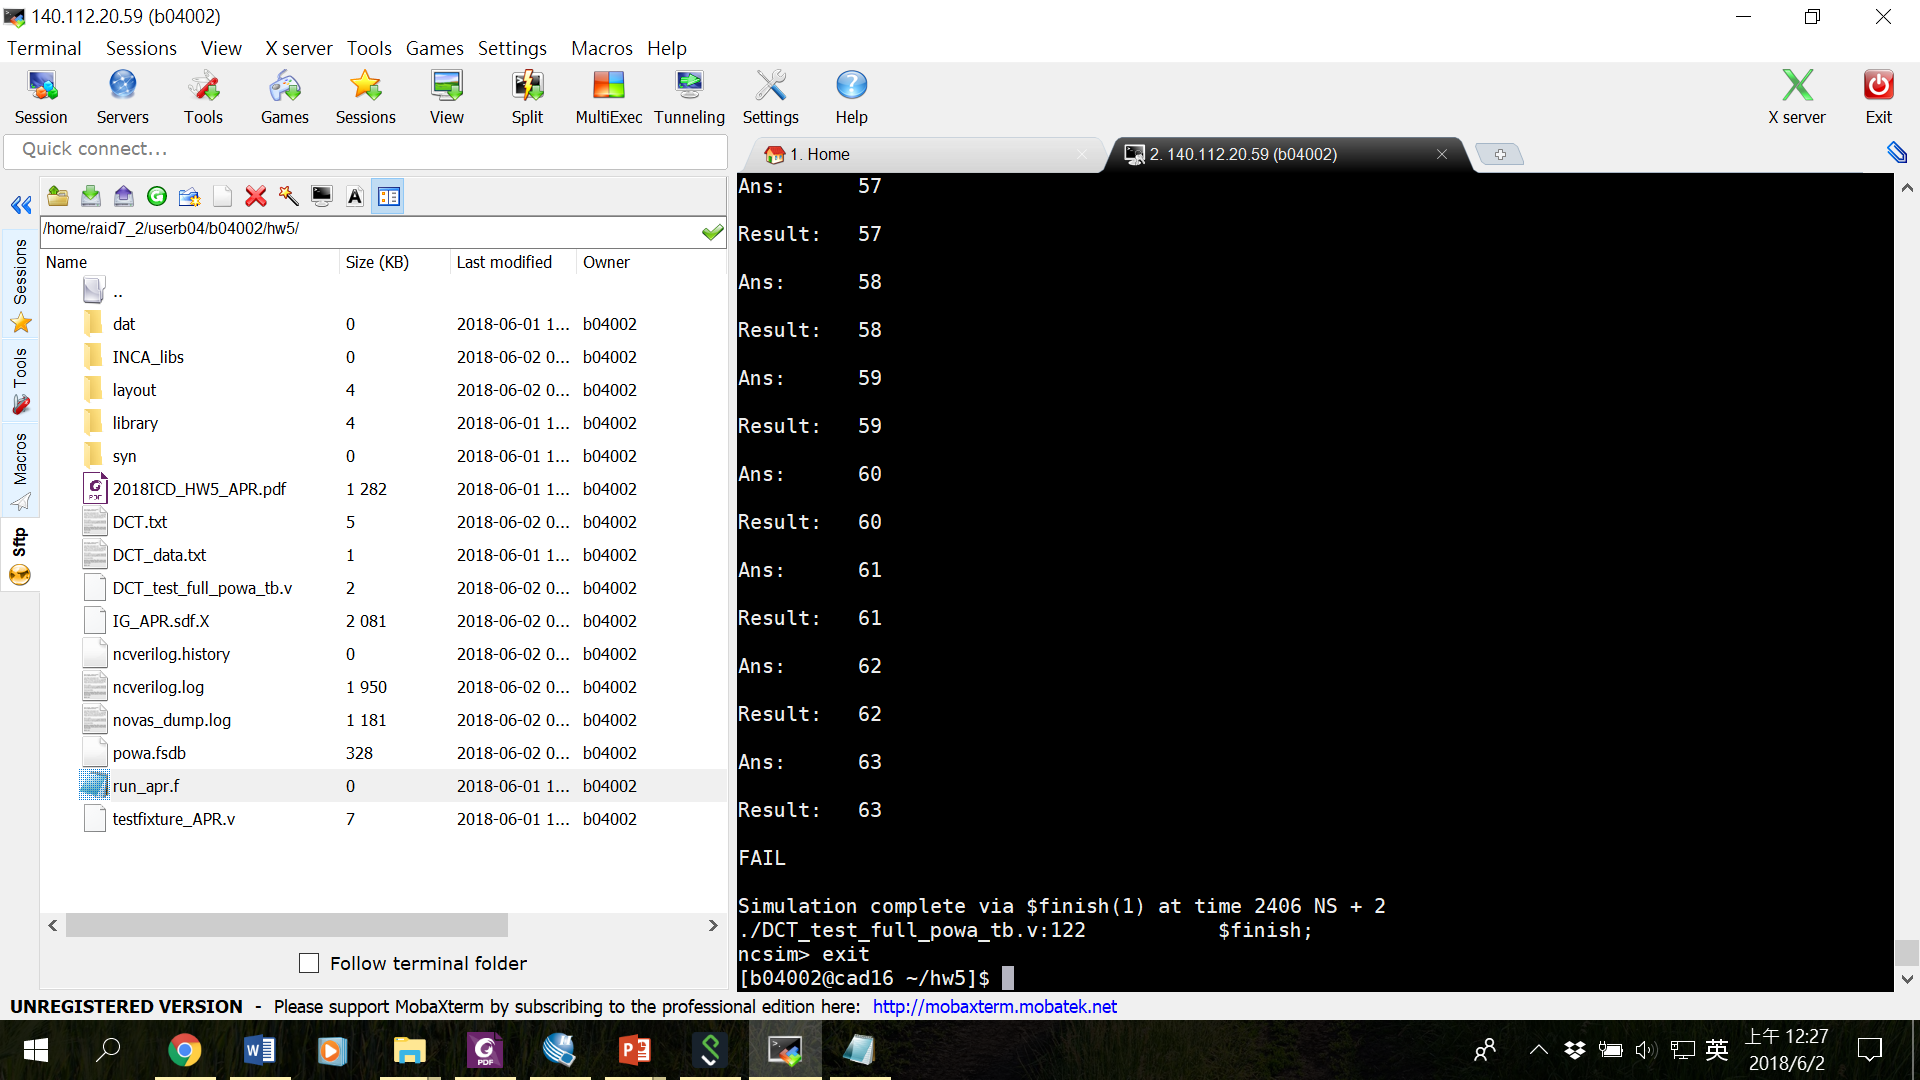 140.112.20.59 (b04002)
Terminal Sessions View X server Tools Games Settings Macros Help
Session Servers Tools Games Sessions View Split MultiExec Tunneling Settings Help X server Exit
Quick connect...
1. Home
2. 140.112.20.59 (b04002)
Sessions
Tools
Macros
Sftp
/home/raid7_2/userb04/b04002/hw5/
Name Size (KB) Last modified Owner
..
dat 0 2018-06-01 1... b04002
INCA_libs 0 2018-06-02 0... b04002
layout 4 2018-06-02 0... b04002
library 4 2018-06-01 1... b04002
syn 0 2018-06-01 1... b04002
2018ICD_HW5_APR.pdf 1 282 2018-06-01 1... b04002
DCT.txt 5 2018-06-01 1... b04002
DCT_data.txt 1 2018-06-01 1... b04002
DCT_test_full_powa_tb.v 2 2018-06-02 0... b04002
IG_APR.sdf.X 2 081 2018-06-02 0... b04002
ncverilog.history 0 2018-06-02 0... b04002
ncverilog.log 1 950 2018-06-02 0... b04002
novas_dump.log 1 181 2018-06-02 0... b04002
powa.fsdb 328 2018-06-02 0... b04002
run_apr.f 0 2018-06-01 1... b04002
testfixture_APR.v 7 2018-06-01 1... b04002
Follow terminal folder
Ans: 57
Result: 57
Ans: 58
Result: 58
Ans: 59
Result: 59
Ans: 60
Result: 60
Ans: 61
Result: 61
Ans: 62
Result: 62
Ans: 63
Result: 63
FAIL
Simulation complete via $finish(1) at time 2406 NS + 2
./DCT_test_full_powa_tb.v:122 $finish;
ncsim> exit
[b04002@cad16 ~/hw5]$
UNREGISTERED VERSION - Please support MobaXterm by subscribing to the professional edition here: http://mobaxterm.mobatek.net
英
上午 12:27
2018/6/2